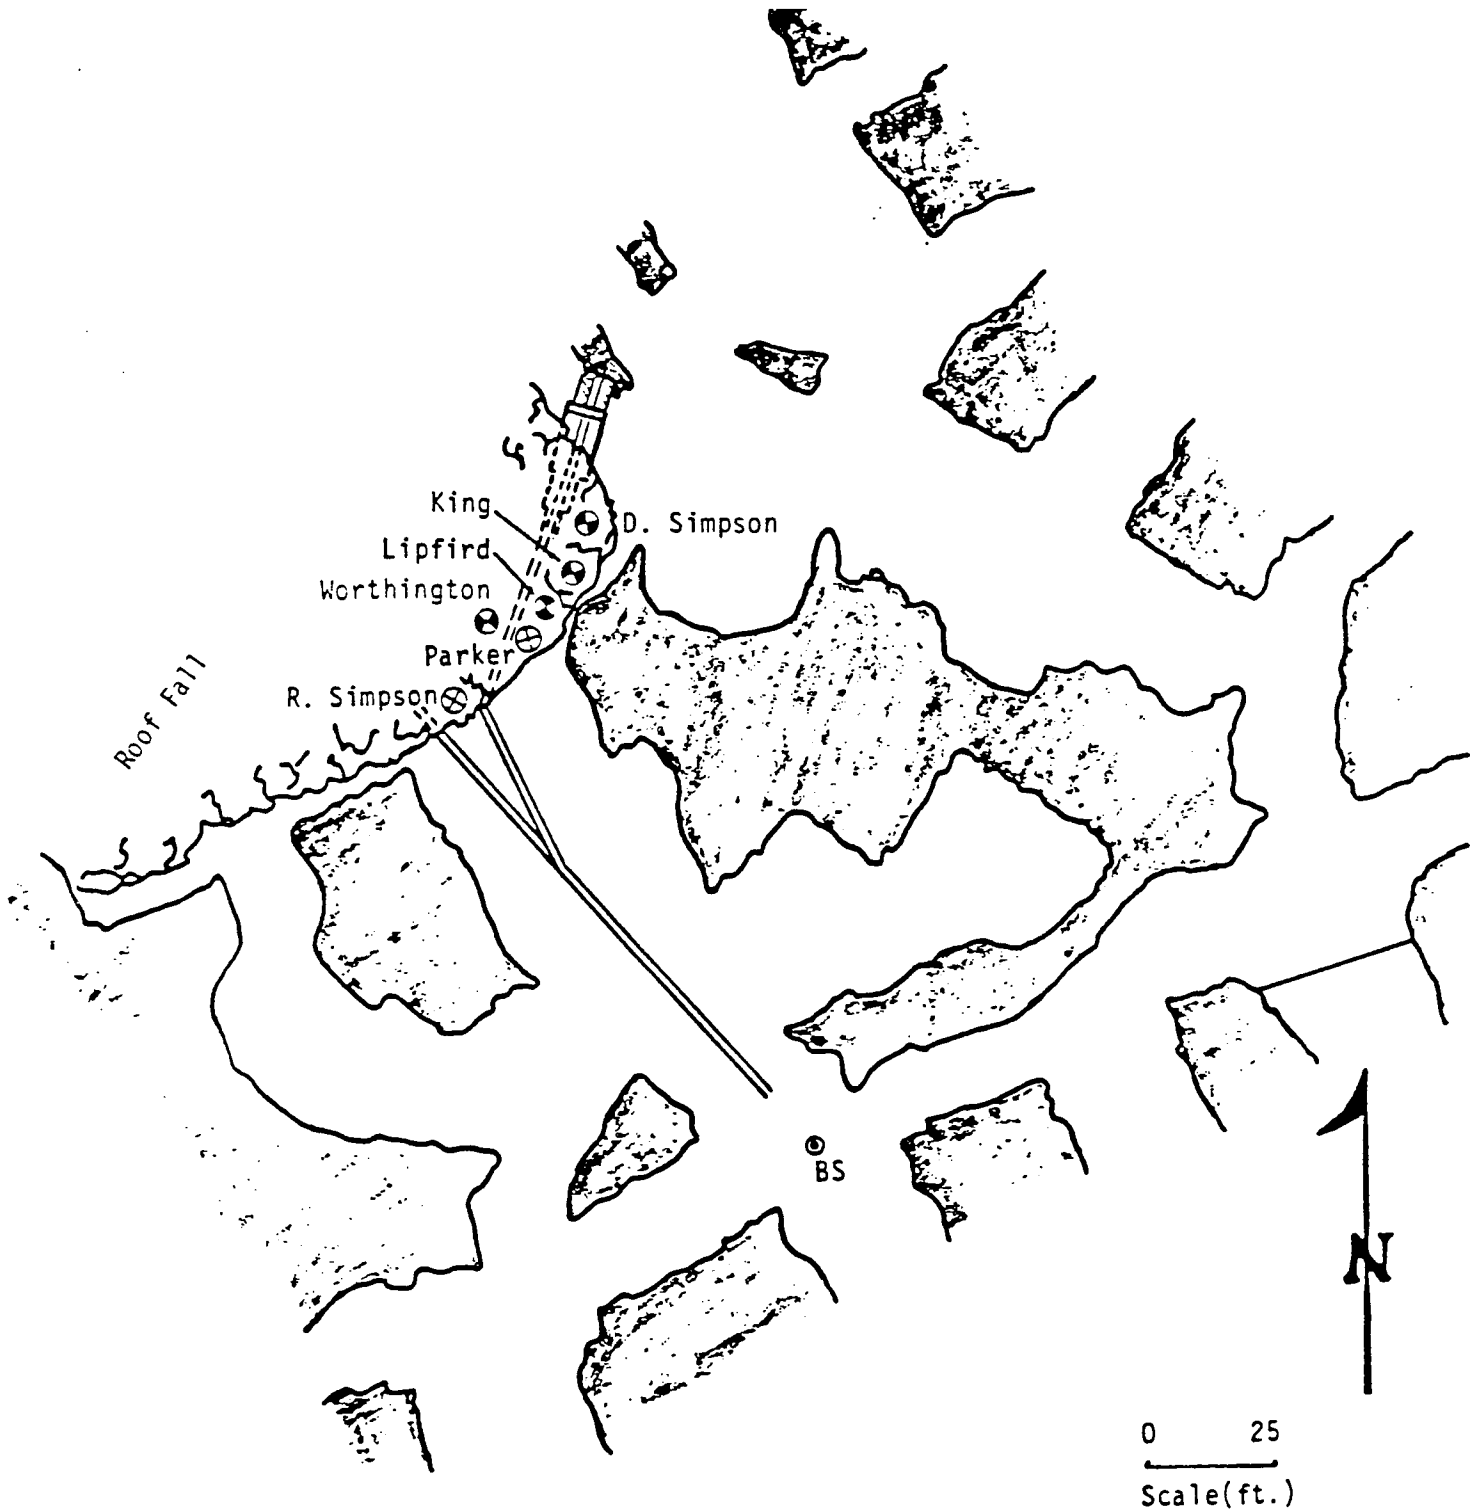 King
D. Simpson
Lipfird
Worthington
Parker
R. Simpson
Roof Fall
BS
N
0 25
Scale(ft.)